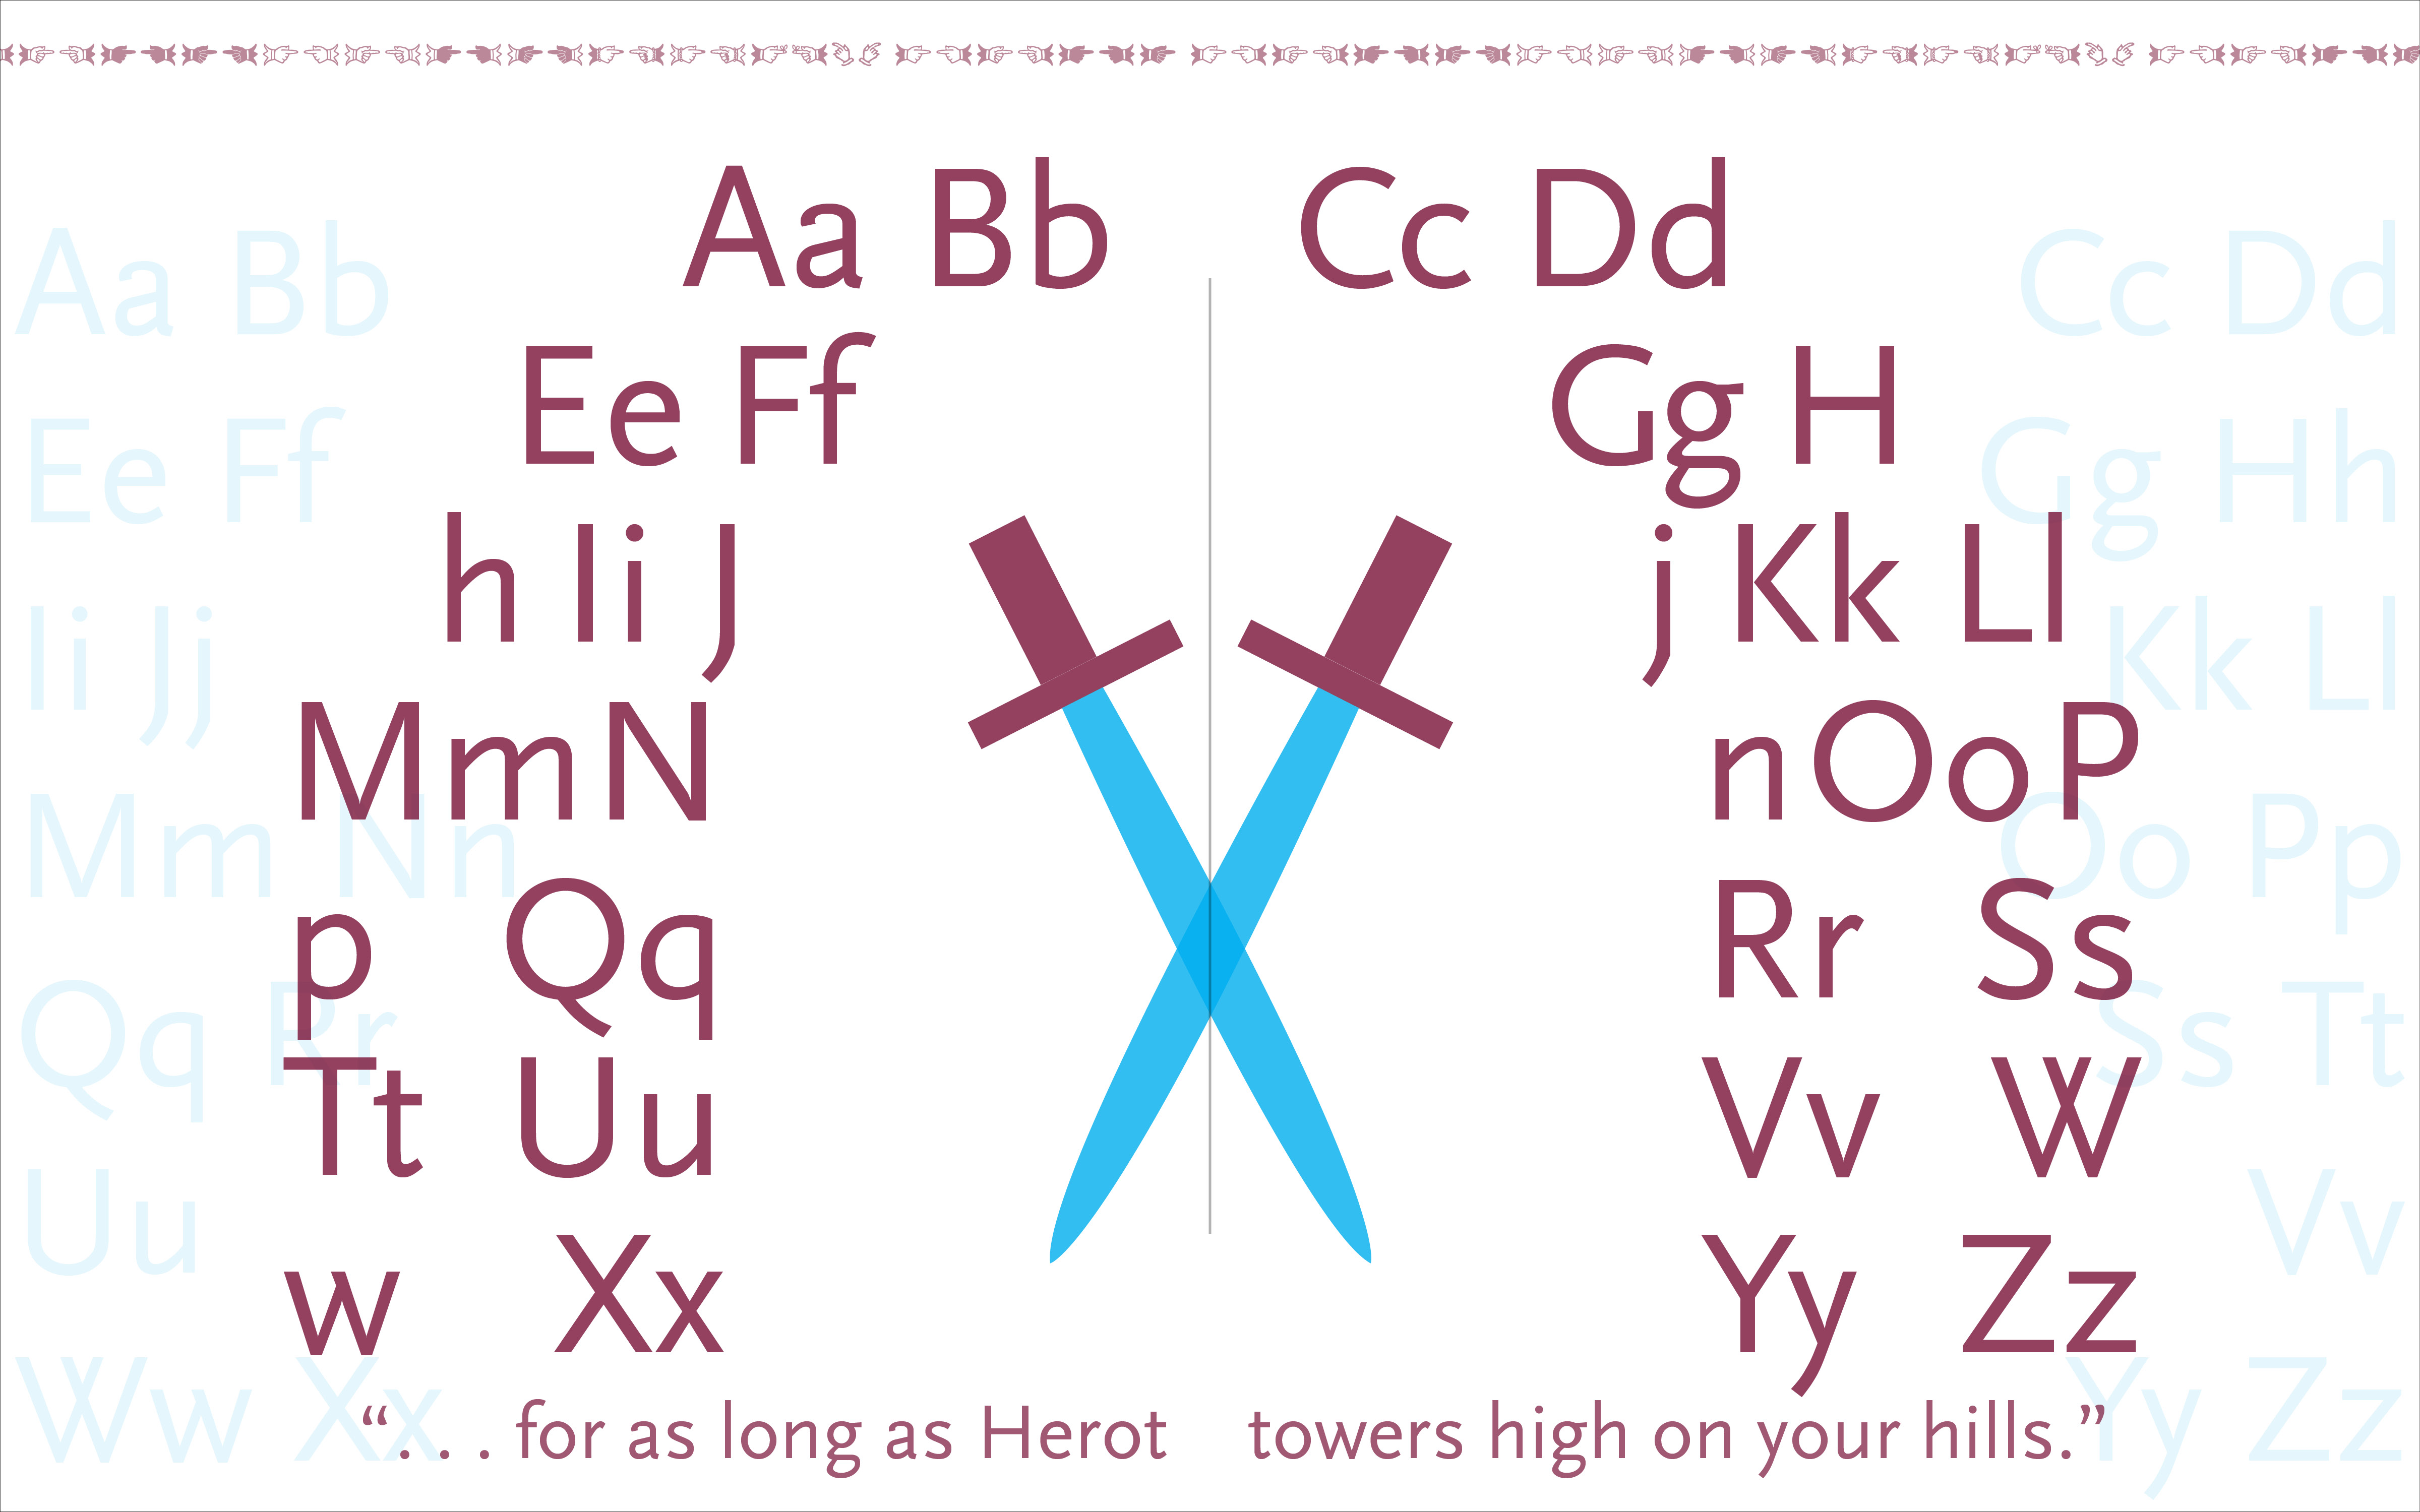 Aa Bb Cc Dd
Ee Ff Gg H
h Ii J j Kk Ll
Mm N n Oo P
p Qq Rr Ss
Tt Uu Vv W
w Xx Yy Zz
“. . . for as long as Herot towers high on your hills.”
Aa Bb Cc Dd
Ee Ff Gg Hh
Ii Jj Kk Ll
Mm Nn Oo Pp
Qq Rr Ss Tt
Uu Vv
Ww Xx Yy Zz